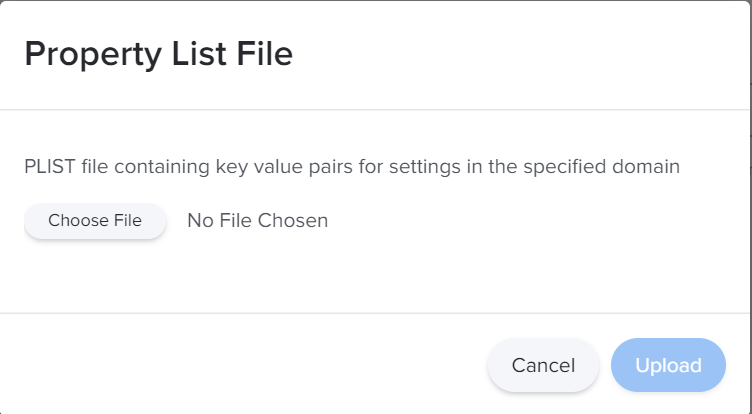 Property List File
PLIST file containing key value pairs for settings in the specified domain
Choose File No File Chosen
Cancel Upload